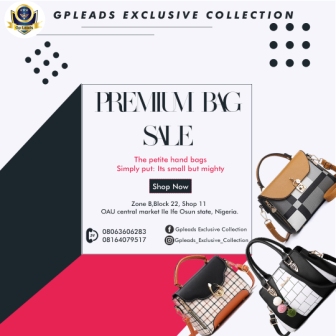 GPLEADS EXCLUSIVE COLLECTION
PREMIUM BAG
SALE
The petite hand bags
Simply put: Its small but mighty
Shop Now
Zone B,Block 22, Shop 11
OAU central market Ile Ife Osun state, Nigeria.
08063606283
08164079517
Gpleads Exclusive Collection
@Gpleads_Exclusive_Collection